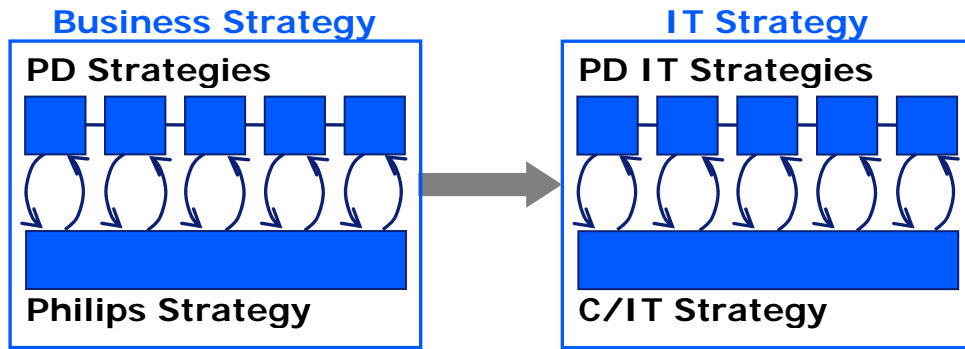 Business Strategy
PD Strategies
Philips Strategy
IT Strategy
PD IT Strategies
C/IT Strategy